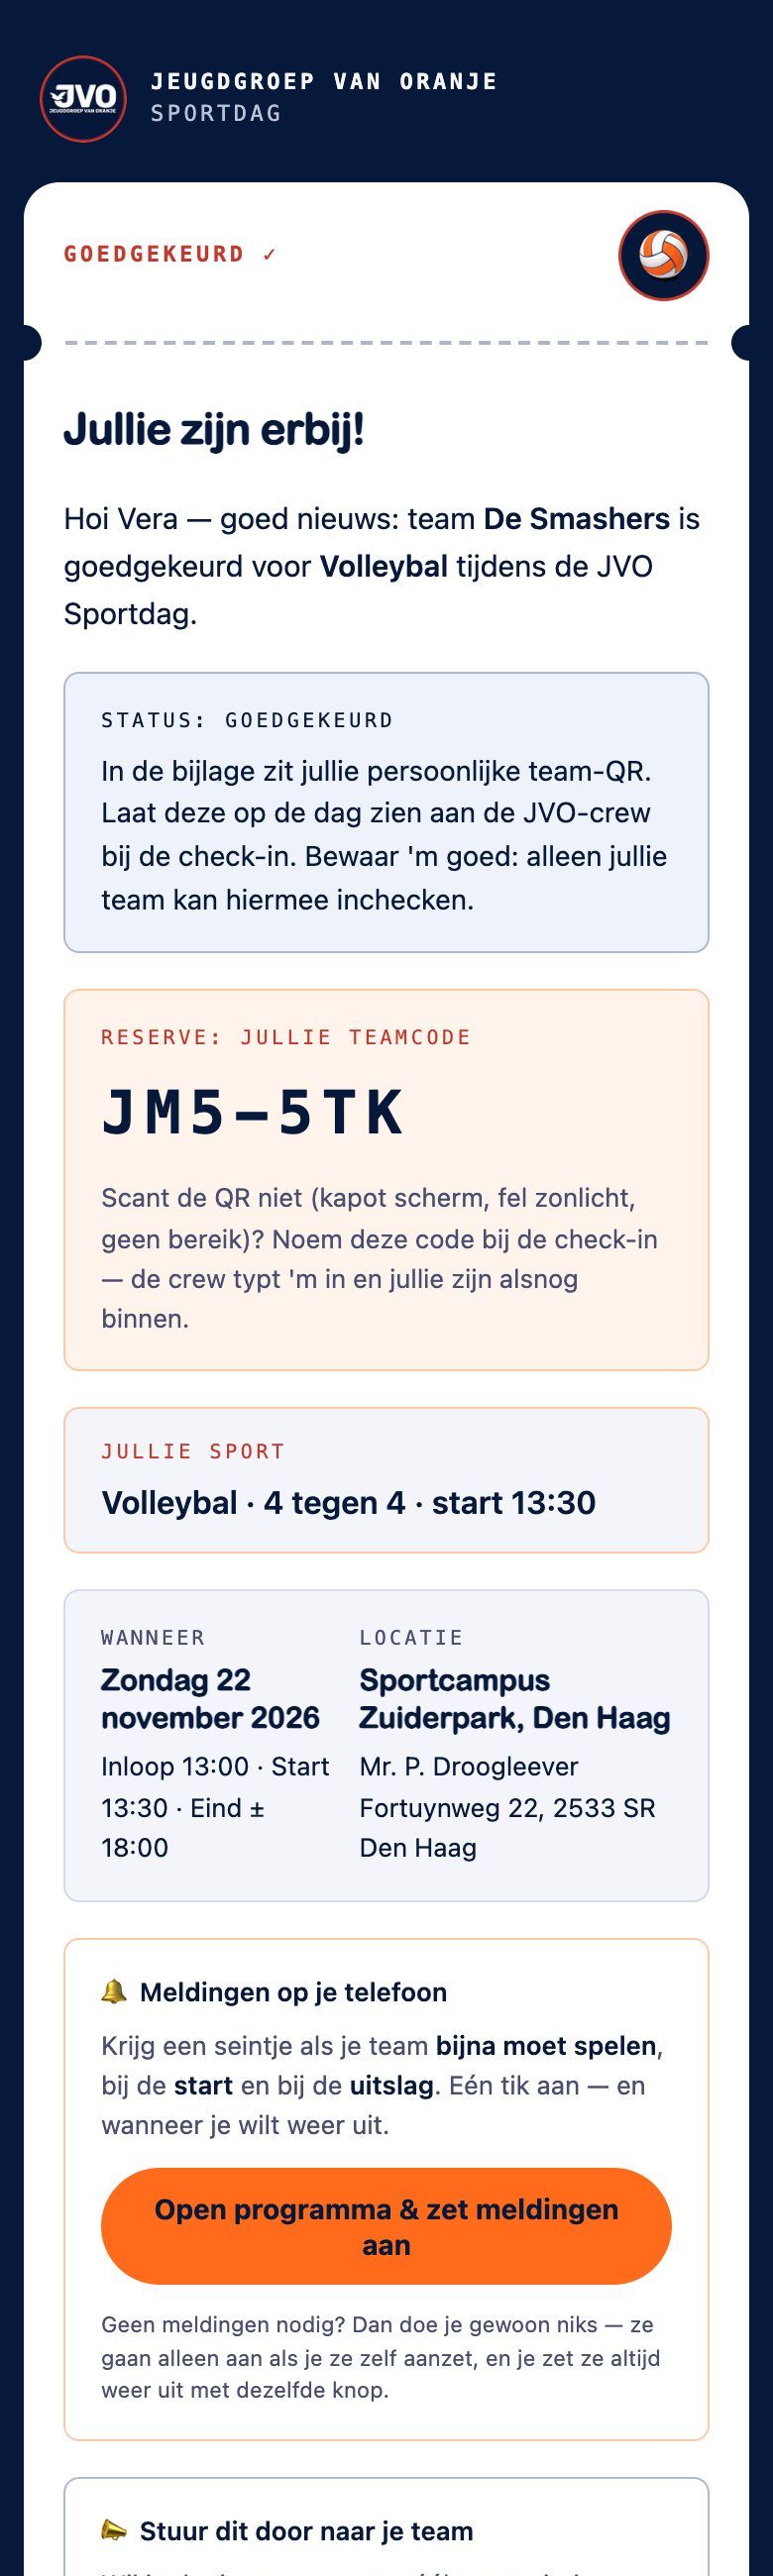 JVO
JEUGDGROEP VAN ORANJE
JEUGDGROEP VAN ORANJE
SPORTDAG
GOEDGEKEURD ✓
Jullie zijn erbij!
Hoi Vera — goed nieuws: team De Smashers is
goedgekeurd voor Volleybal tijdens de JVO
Sportdag.
STATUS: GOEDGEKEURD
In de bijlage zit jullie persoonlijke team-QR.
Laat deze op de dag zien aan de JVO-crew
bij de check-in. Bewaar 'm goed: alleen jullie
team kan hiermee inchecken.
RESERVE: JULLIE TEAMCODE
JM5-5TK
Scant de QR niet (kapot scherm, fel zonlicht,
geen bereik)? Noem deze code bij de check-in
— de crew typt 'm in en jullie zijn alsnog
binnen.
JULLIE SPORT
Volleybal · 4 tegen 4 · start 13:30
WANNEER
Zondag 22
november 2026
Inloop 13:00 · Start
13:30 · Eind ±
18:00
LOCATIE
Sportcampus
Zuiderpark, Den Haag
Mr. P. Droogleever
Fortuynweg 22, 2533 SR
Den Haag
🔔 Meldingen op je telefoon
Krijg een seintje als je team bijna moet spelen,
bij de start en bij de uitslag. Eén tik aan — en
wanneer je wilt weer uit.
Open programma & zet meldingen
aan
Geen meldingen nodig? Dan doe je gewoon niks — ze
gaan alleen aan als je ze zelf aanzet, en je zet ze altijd
weer uit met dezelfde knop.
📣 Stuur dit door naar je team